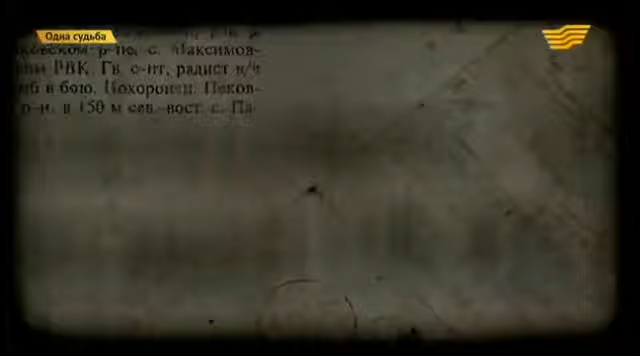 Одна судьба
р-не, с. Максимов-
РВК. Гв. с-нт, радист в/ч
в бою. Похоронен: Псков-
в 150 м сев.-вост. с. Па-